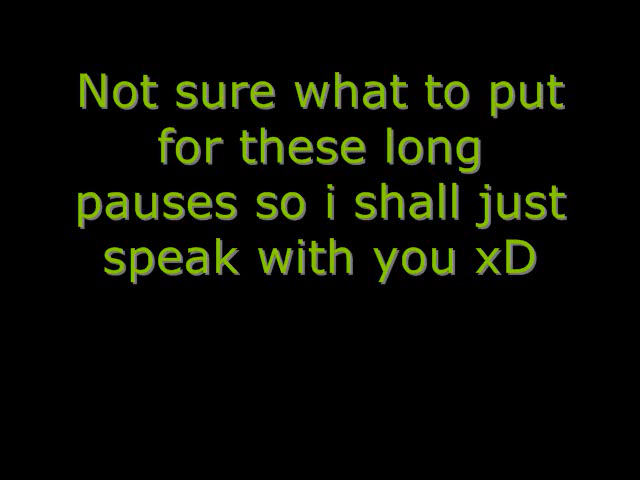 Not sure what to put
for these long
pauses so i shall just
speak with you xD